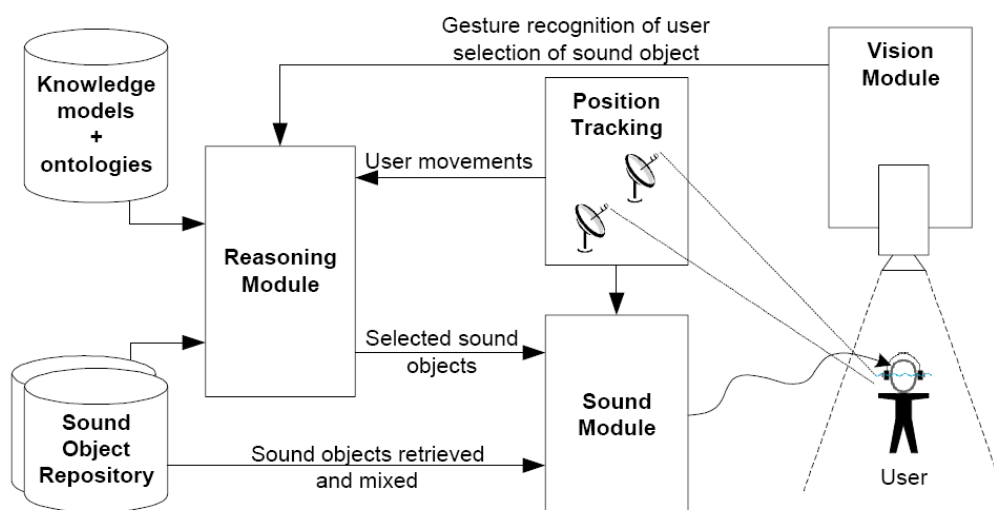 Gesture recognition of user
selection of sound object
Vision
Module
Knowledge
models
+
ontologies
Position
Tracking
User movements
Reasoning
Module
Selected sound
objects
Sound
Module
Sound
Object
Repository
Sound objects retrieved
and mixed
User